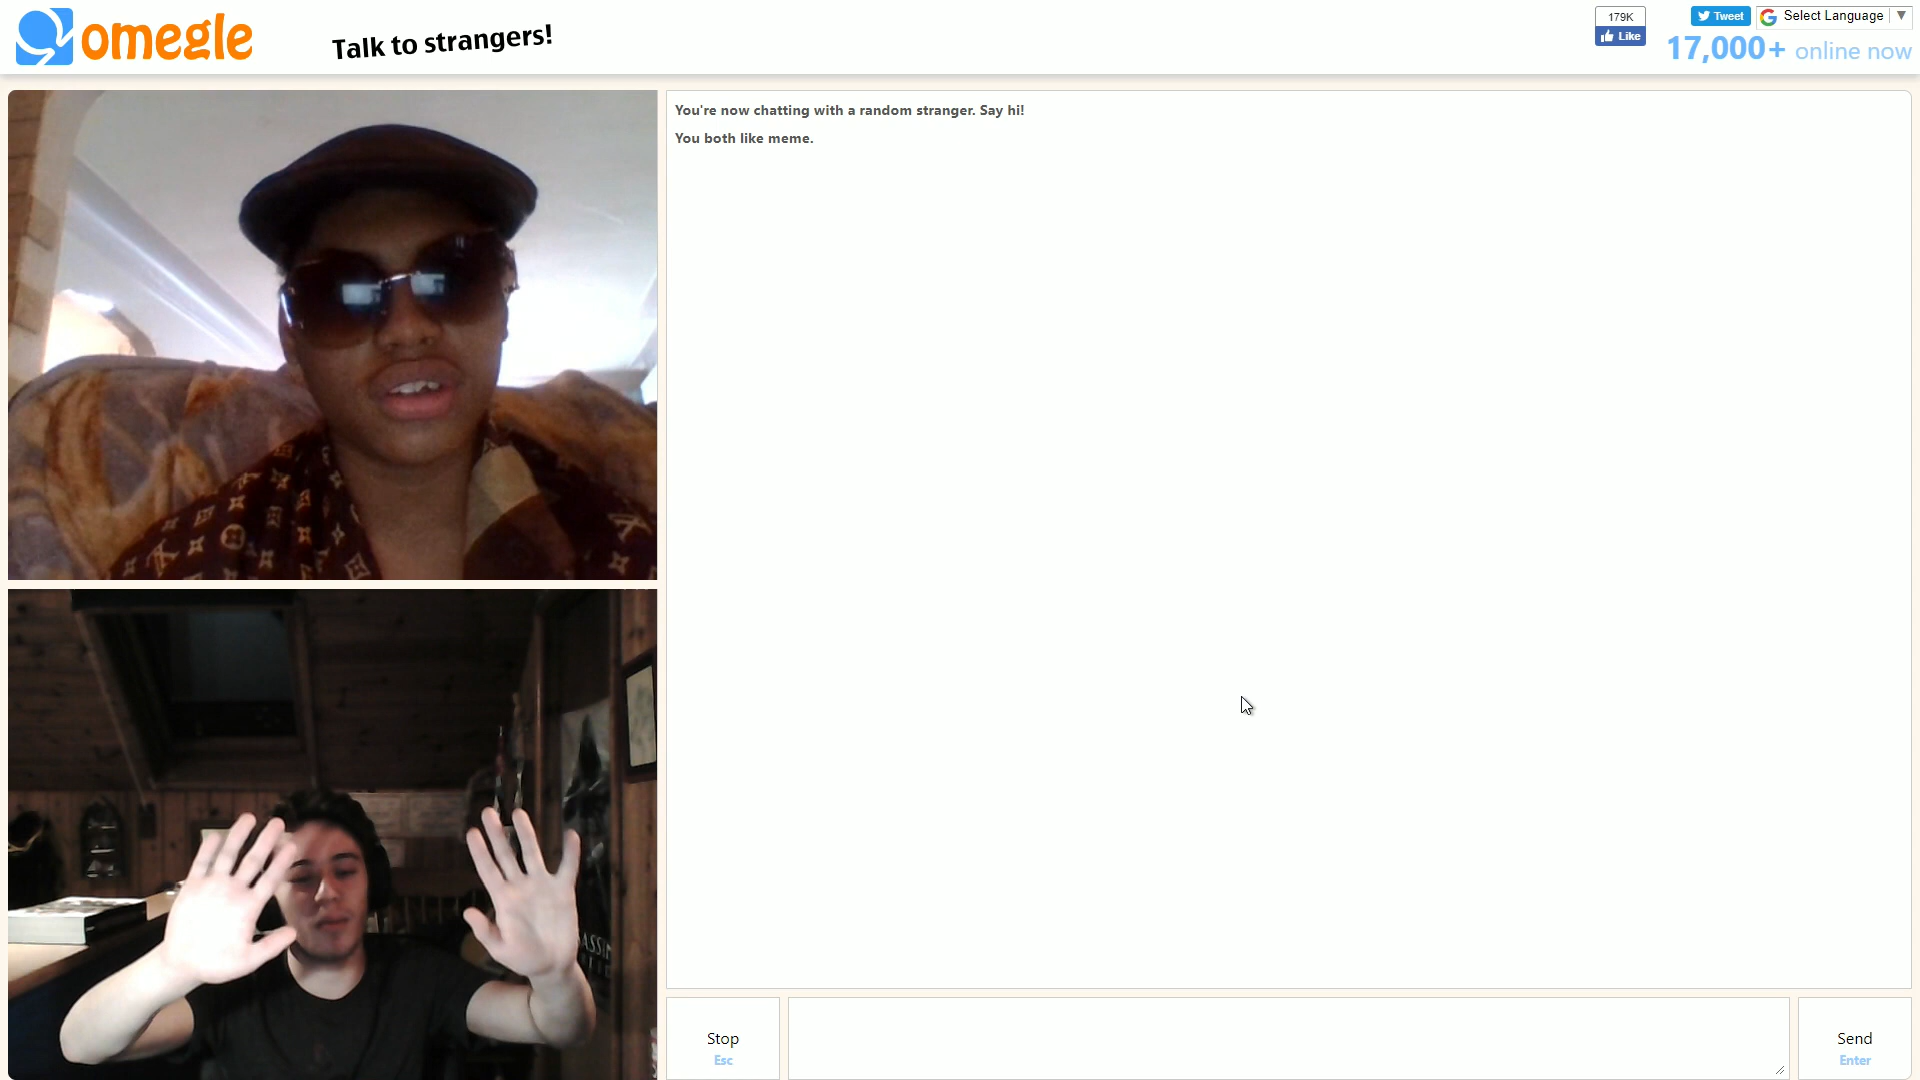 omegle
Talk to strangers!
179K
Like
Tweet
Select Language
17,000+ online now
You're now chatting with a random stranger. Say hi!
You both like meme.
Stop
Esc
Send
Enter